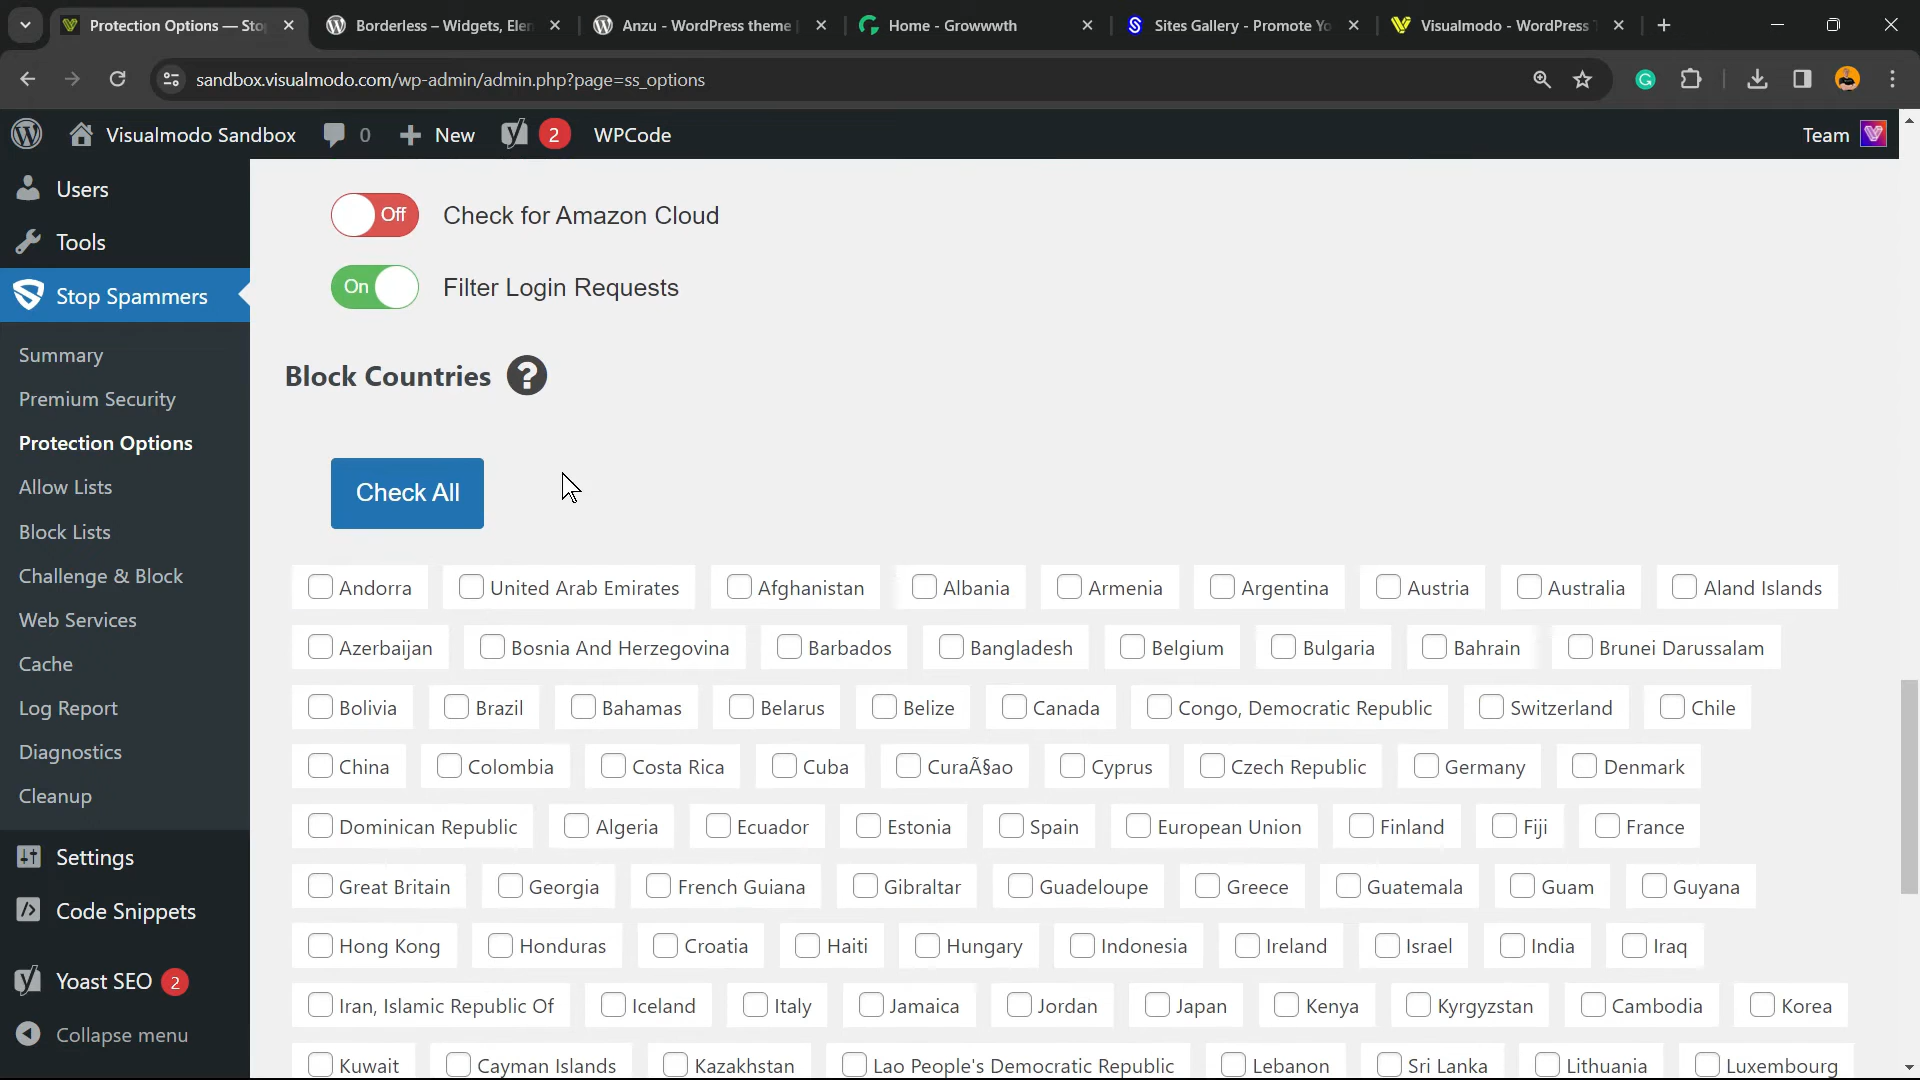 Protection Options — Sto
Borderless – Widgets, Elen
Anzu - WordPress theme
Home - Growwwth
Sites Gallery - Promote Yo
Visualmodo - WordPress T
sandbox.visualmodo.com/wp-admin/admin.php?page=ss_options
Visualmodo Sandbox 0 New 2 WPCode Team
Users
Tools
Stop Spammers
Summary
Premium Security
Protection Options
Allow Lists
Block Lists
Challenge & Block
Web Services
Cache
Log Report
Diagnostics
Cleanup
Settings
Code Snippets
Yoast SEO 2
Collapse menu
Off Check for Amazon Cloud
On Filter Login Requests
Block Countries ?
Check All
Andorra United Arab Emirates Afghanistan Albania Armenia Argentina Austria Australia Aland Islands
Azerbaijan Bosnia And Herzegovina Barbados Bangladesh Belgium Bulgaria Bahrain Brunei Darussalam
Bolivia Brazil Bahamas Belarus Belize Canada Congo, Democratic Republic Switzerland Chile
China Colombia Costa Rica Cuba CuraÃ§ao Cyprus Czech Republic Germany Denmark
Dominican Republic Algeria Ecuador Estonia Spain European Union Finland Fiji France
Great Britain Georgia French Guiana Gibraltar Guadeloupe Greece Guatemala Guam Guyana
Hong Kong Honduras Croatia Haiti Hungary Indonesia Ireland Israel India Iraq
Iran, Islamic Republic Of Iceland Italy Jamaica Jordan Japan Kenya Kyrgyzstan Cambodia Korea
Kuwait Cayman Islands Kazakhstan Lao People's Democratic Republic Lebanon Sri Lanka Lithuania Luxembourg